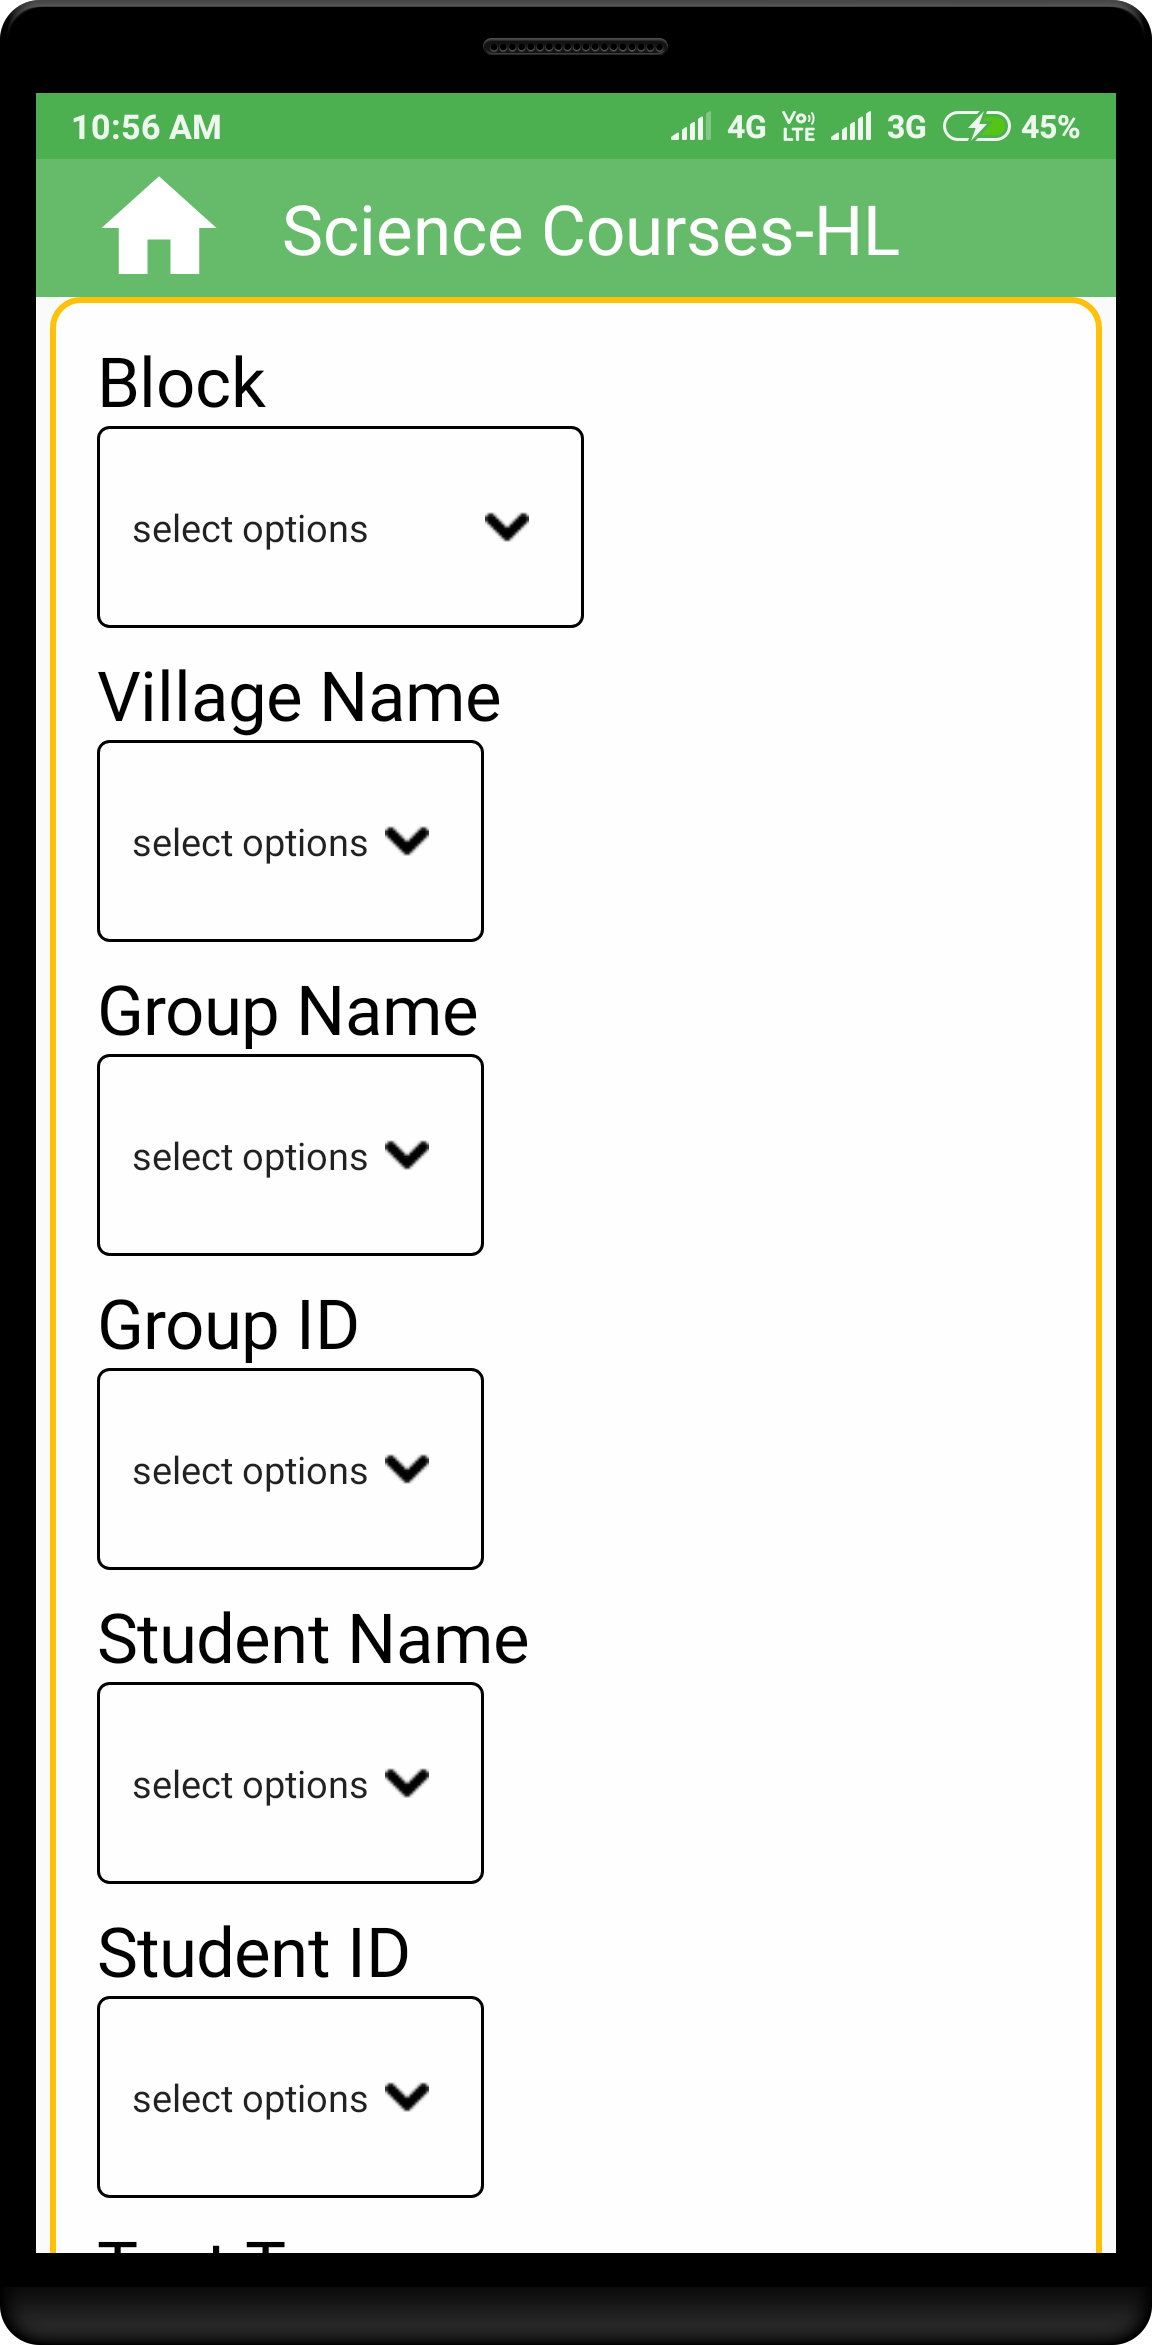 10:56 AM 4G Vo LTE 3G 45%
Science Courses-HL
Block
select options
Village Name
select options
Group Name
select options
Group ID
select options
Student Name
select options
Student ID
select options